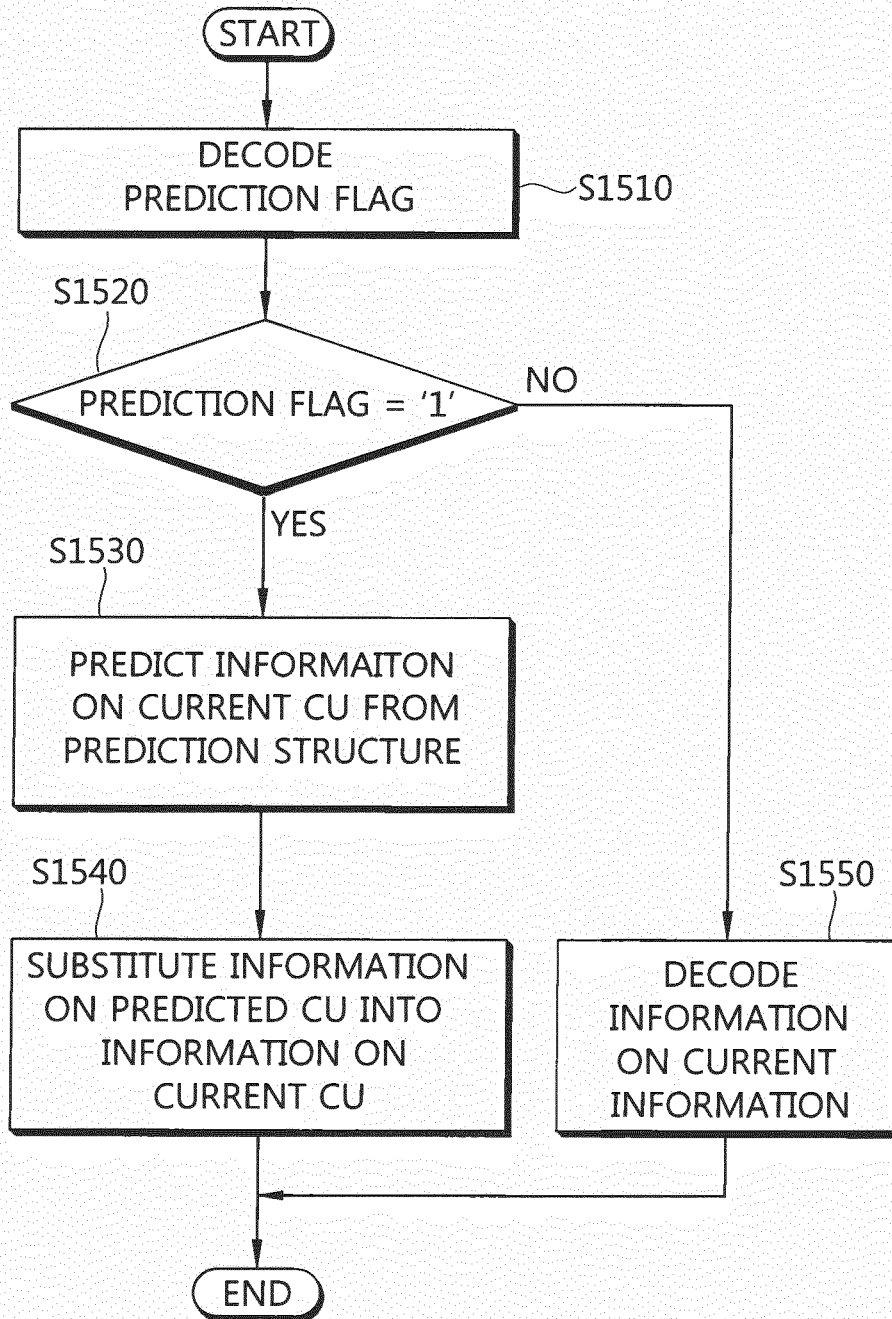 START
DECODE
PREDICTION FLAG
S1510
S1520
PREDICTION FLAG = '1'
NO
YES
S1530
PREDICT INFORMAITON
ON CURRENT CU FROM
PREDICTION STRUCTURE
S1540
SUBSTITUTE INFORMATION
ON PREDICTED CU INTO
INFORMATION ON
CURRENT CU
S1550
DECODE
INFORMATION
ON CURRENT
INFORMATION
END